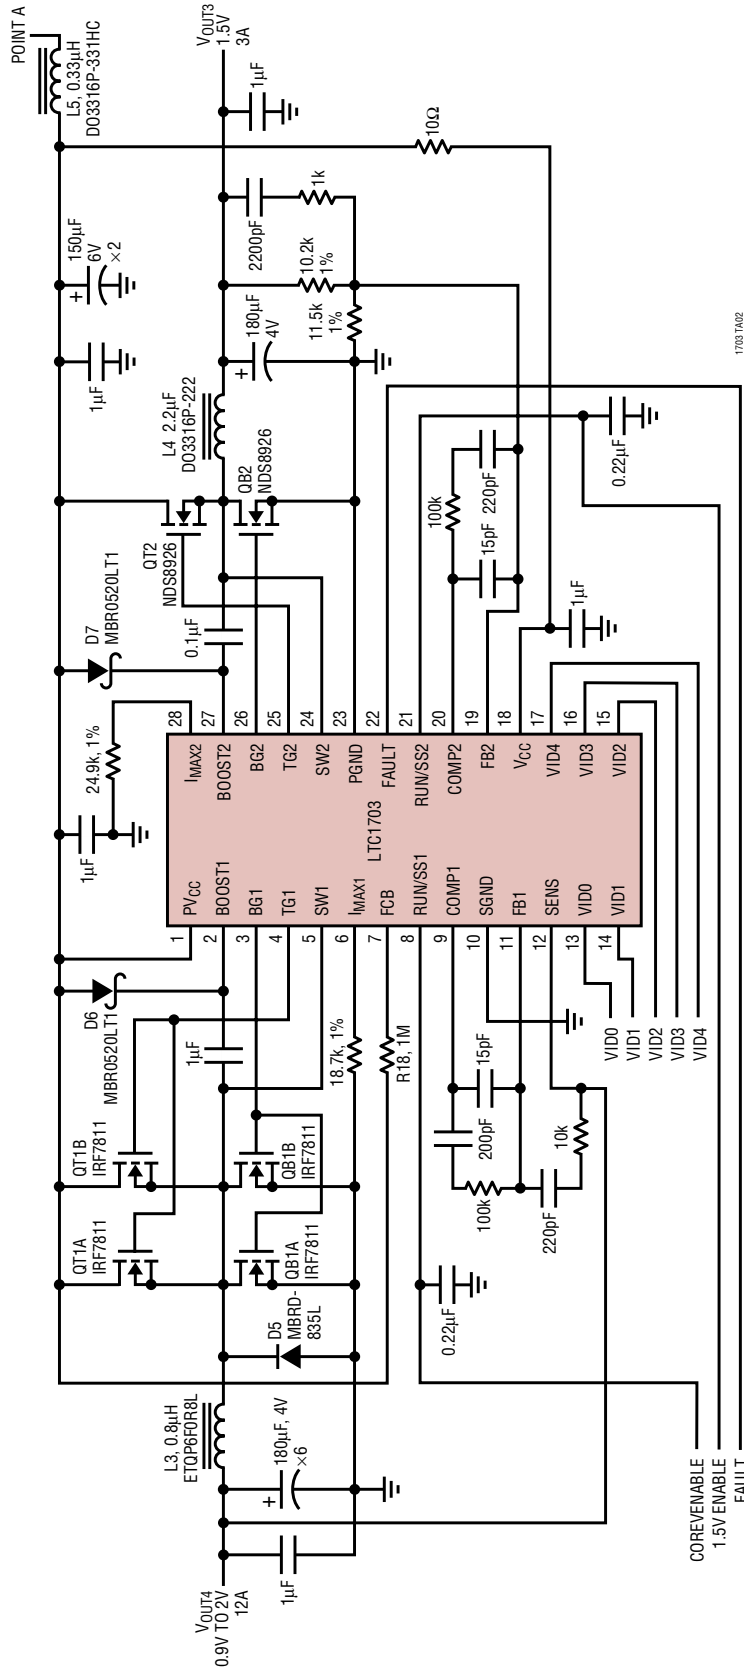 POINT A
L5, 0.33µH
DO3316P-331HC
150µF
6V
×2
1µF
24.9k, 1%
1µF
D7
MBR0520LT1
D6
MBR0520LT1
QT2
NDS8926
QB2
NDS8926
L4 2.2µF
DO3316P-222
VOUT3
1.5V
3A
1µF
180µF
4V
2200pF
1k
10.2k
1%
11.5k
1%
10Ω
0.1µF
QT1A
IRF7811
QT1B
IRF7811
QB1A
IRF7811
QB1B
IRF7811
1µF
D5
MBRD-
835L
L3, 0.8µH
ETQP6F0R8L
180µF, 4V
×6
VOUT4
0.9V TO 2V
12A
1µF
18.7k, 1%
R18, 1M
1 PVCC
2 BOOST1
3 BG1
4 TG1
5 SW1
6 IMAX1
7 FCB
8 RUN/SS1
9 COMP1
10 SGND
11 FB1
12 SENS
13 VID0
14 VID1
LTC1703
IMAX2 28
BOOST2 27
BG2 26
TG2 25
SW2 24
PGND 23
FAULT 22
RUN/SS2 21
COMP2 20
FB2 19
VCC 18
VID4 17
VID3 16
VID2 15
15pF
200pF
100k
220pF
10k
0.22µF
100k
15pF
220pF
0.22µF
1µF
VID0
VID1
VID2
VID3
VID4
COREVENABLE
1.5V ENABLE
FAULT
1703 TA02